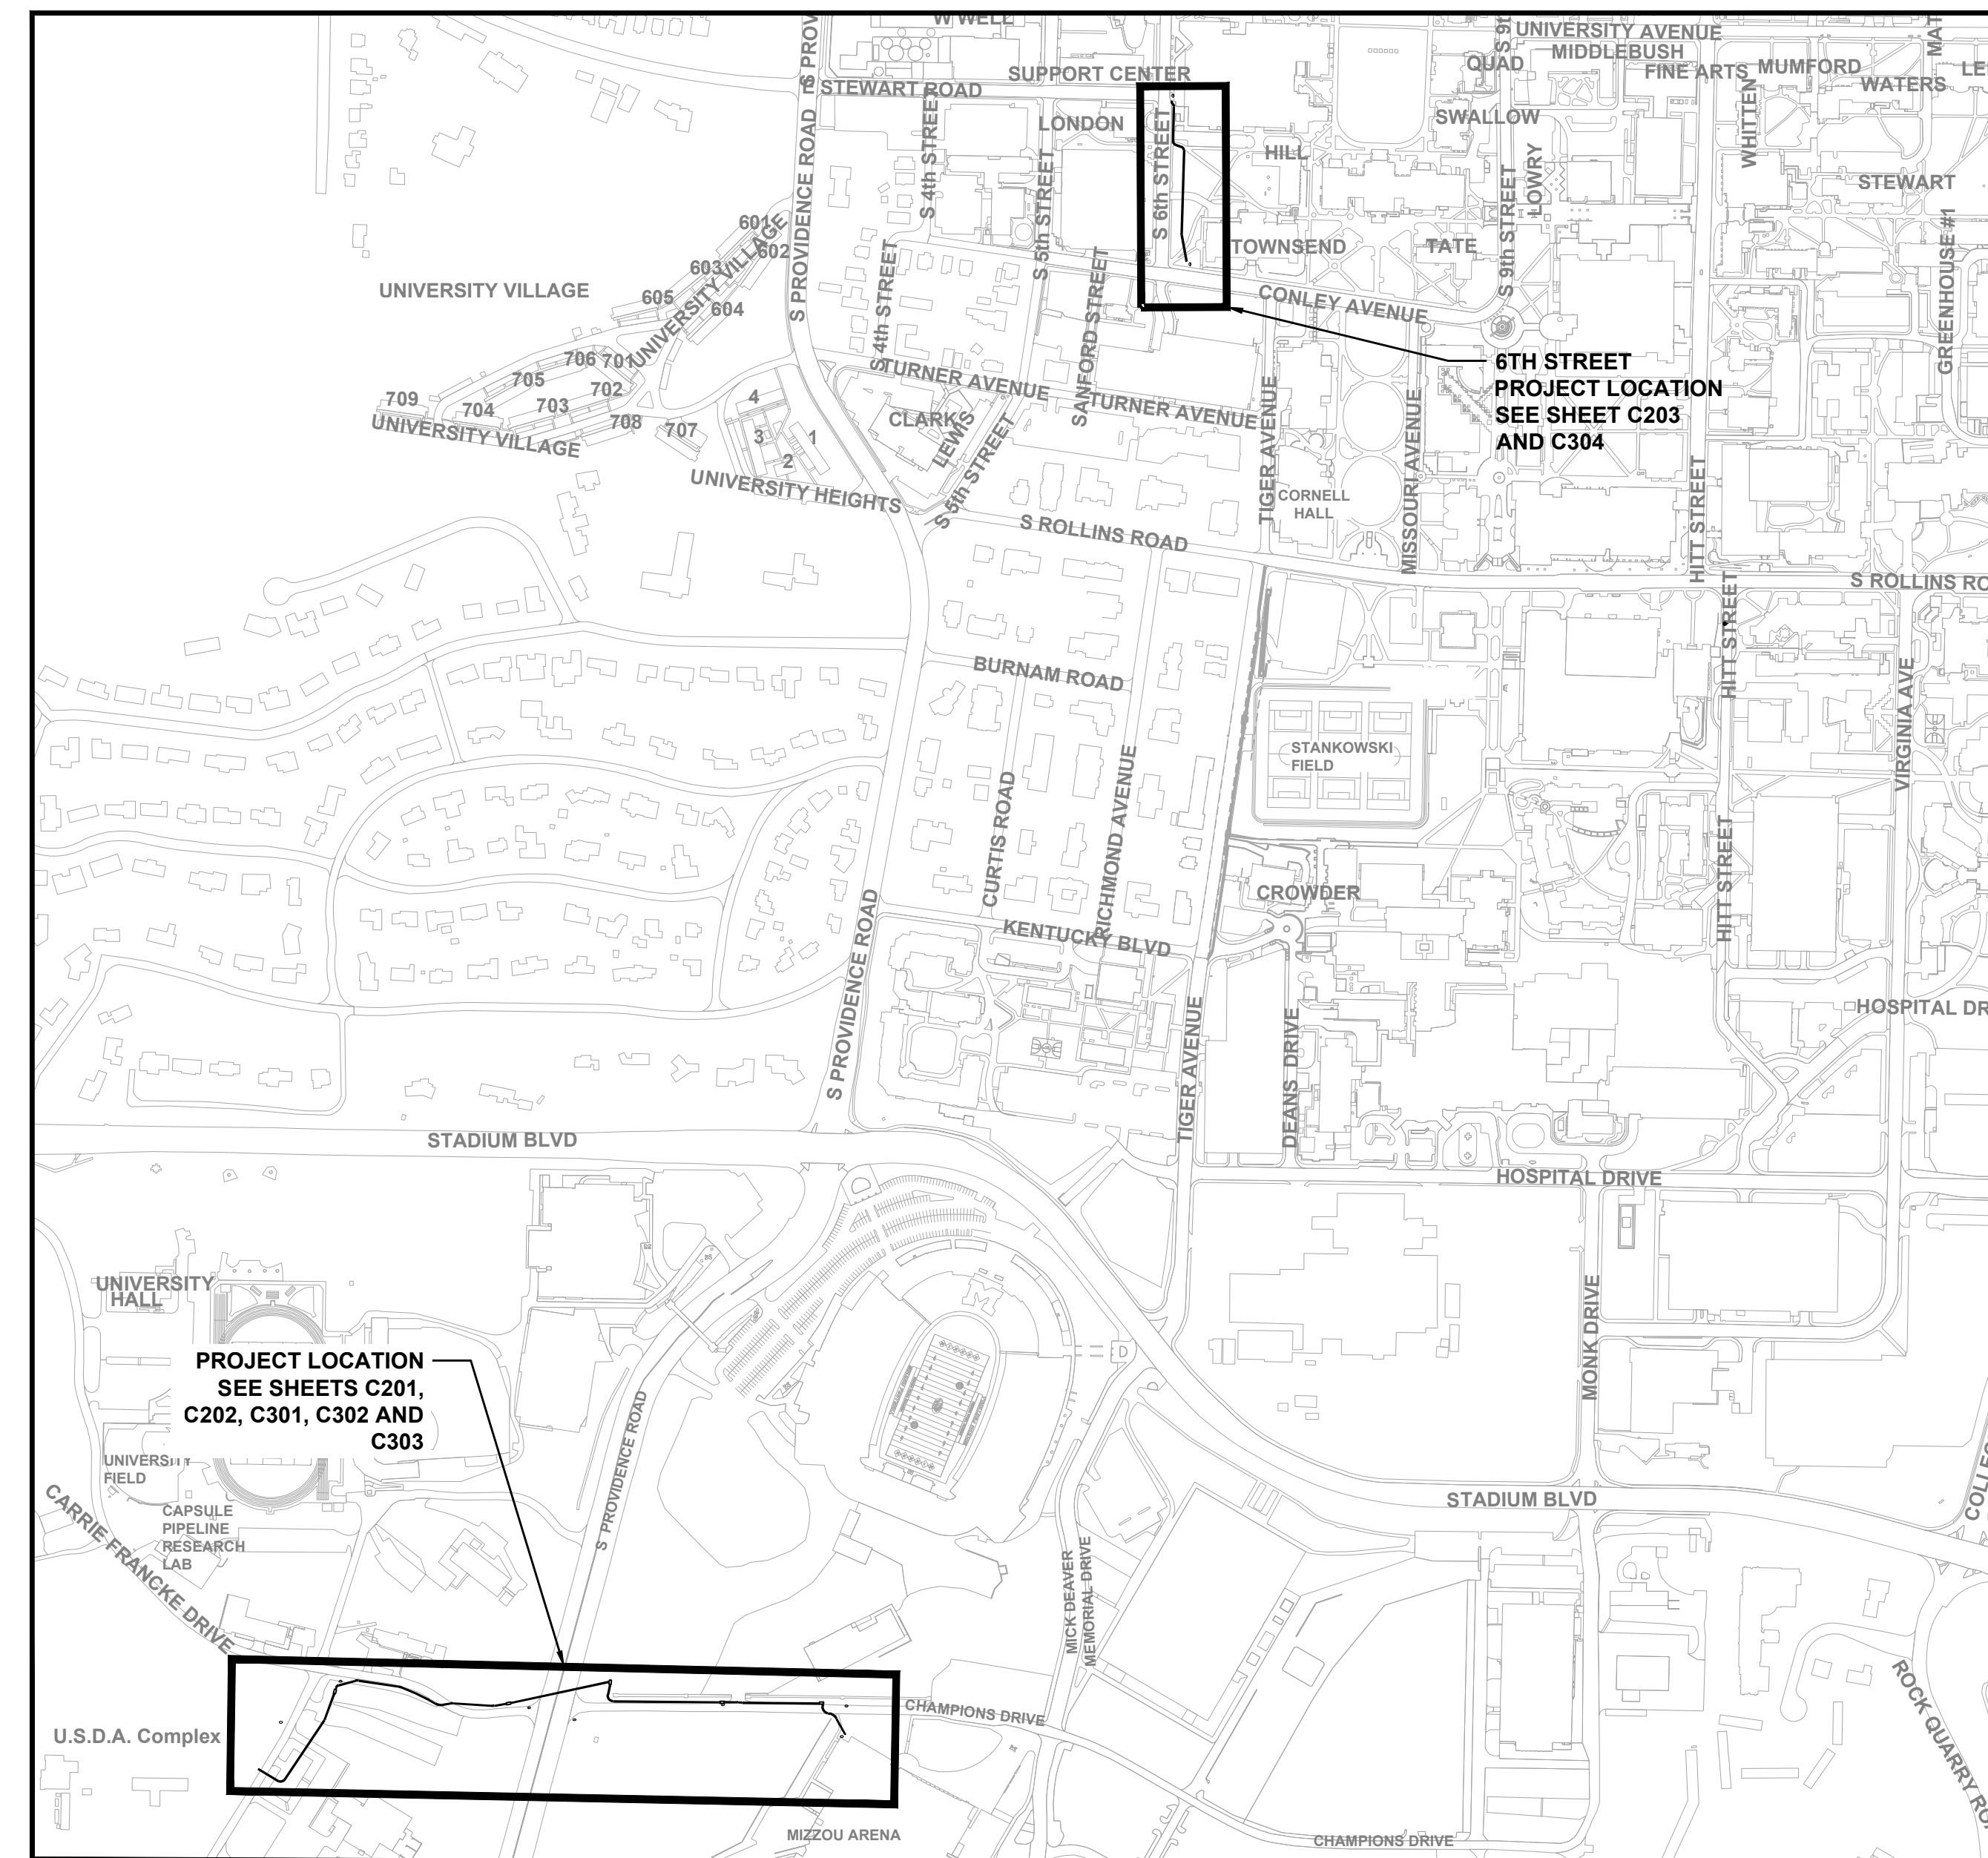 W WELL
UNIVERSITY AVENUE
MIDDLEBUSH
QUAD
FINE ARTS
MUMFORD
WATERS
SUPPORT CENTER
STEWART ROAD
S 4th STREET
LONDON
S 5th STREET
S 6th STREET
HILL
SWALLOW
LOWRY
WHITTEN
STEWART
S PROVIDENCE ROAD
601
602
603
604
605
UNIVERSITY VILLAGE
UNIVERSITY VILLAGE
S 4th STREET
SANFORD STREET
TOWNSEND
TATE
S 9th STREET
GREENHOUSE #1
CONLEY AVENUE
6TH STREET
PROJECT LOCATION
SEE SHEET C203
AND C304
706
701
705
702
709
704
703
708
707
UNIVERSITY VILLAGE
4
3
1
2
UNIVERSITY HEIGHTS
TURNER AVENUE
TURNER AVENUE
CLARK
LEWIS
S 5th STREET
TIGER AVENUE
MISSOURI AVENUE
HITT STREET
CORNELL
HALL
S ROLLINS ROAD
S ROLLINS RO
HITT STREET
BURNAM ROAD
VIRGINIA AVE
STANKOWSKI
FIELD
CURTIS ROAD
RICHMOND AVENUE
HITT STREET
CROWDER
KENTUCKY BLVD
S PROVIDENCE ROAD
TIGER AVENUE
DEANS DRIVE
HOSPITAL DR
STADIUM BLVD
HOSPITAL DRIVE
UNIVERSITY
HALL
MONK DRIVE
PROJECT LOCATION
SEE SHEETS C201,
C202, C301, C302 AND
C303
UNIVERSITY
FIELD
S PROVIDENCE ROAD
M
CAPSULE
PIPELINE
RESEARCH
LAB
CARRIE FRANCKE DRIVE
STADIUM BLVD
MICK DEAVER
MEMORIAL DRIVE
ROCK QUARRY RO
U.S.D.A. Complex
CHAMPIONS DRIVE
MIZZOU ARENA
CHAMPIONS DRIVE